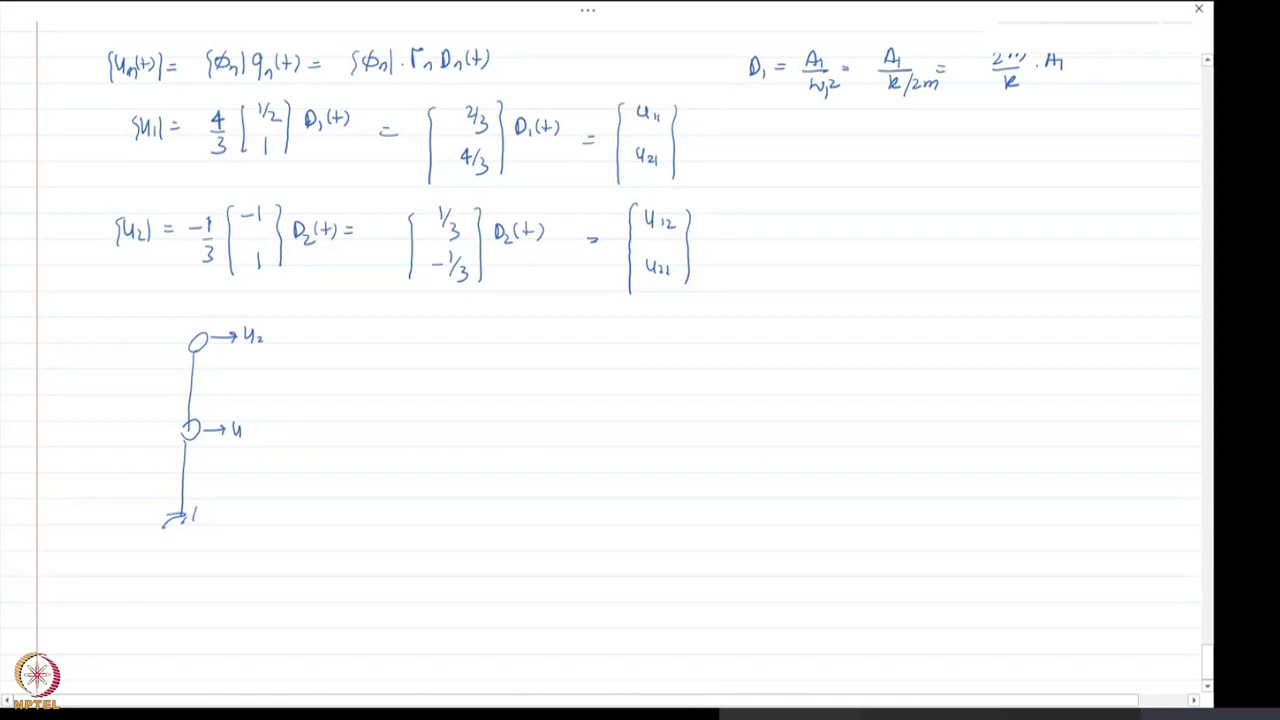 {u_n(t)} = {φ_n} q_n(t) = {φ_n} · Γ_n D_n(t)
D_1 = A_1/ω_1² = A_1/(k/2m) = 2m/k · A_1
{u_1} = 4/3 [1/2 1] D_1(t) = [2/3 4/3] D_1(t) = [u_11 u_21]
{u_2} = -1/3 [-1 1] D_2(t) = [1/3 -1/3] D_2(t) = [u_12 u_22]
→ u_2
→ u
NPTEL